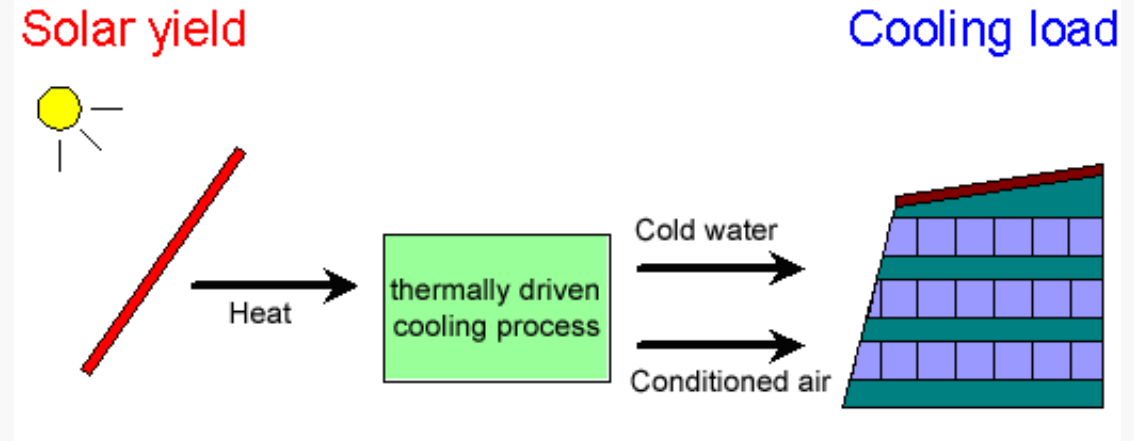 Solar yield
Cooling load
Cold water
Heat
thermally driven
cooling process
Conditioned air